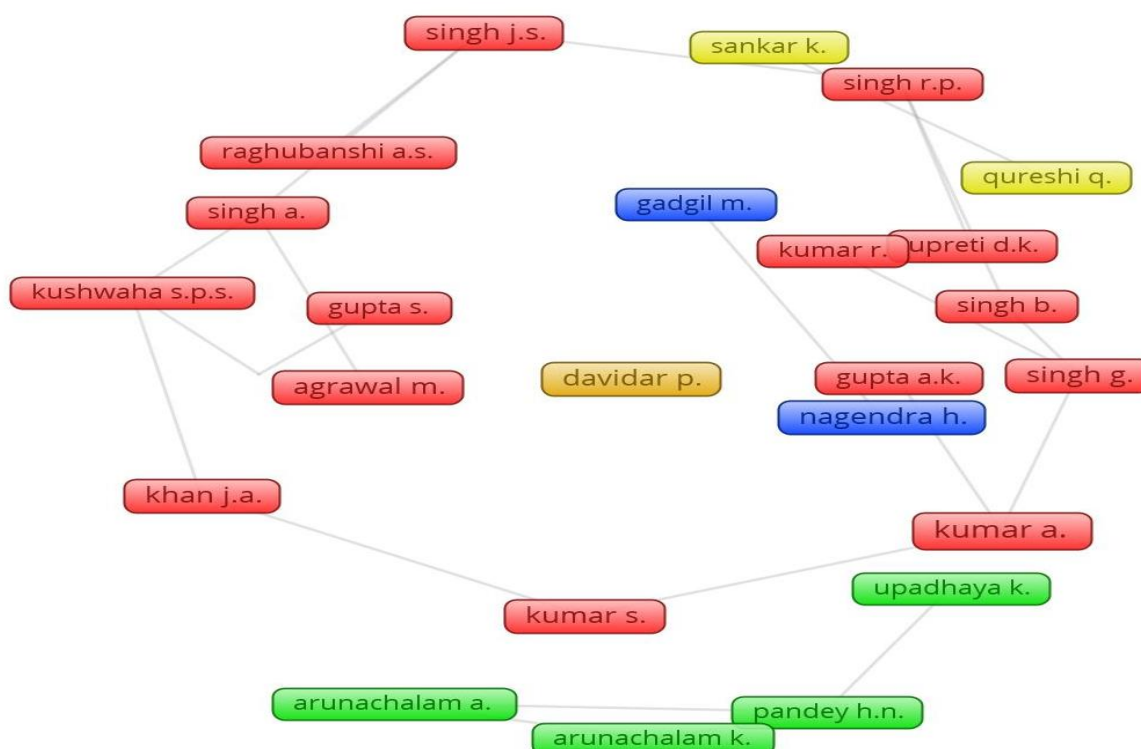 singh j.s.
sankar k.
singh r.p.
raghubanshi a.s.
qureshi q.
gadgil m.
singh a.
kumar r.
upreti d.k.
kushwaha s.p.s.
gupta s.
singh b.
agrawal m.
davidar p.
gupta a.k.
singh g.
nagendra h.
khan j.a.
kumar a.
upadhaya k.
kumar s.
arunachalam a.
pandey h.n.
arunachalam k.